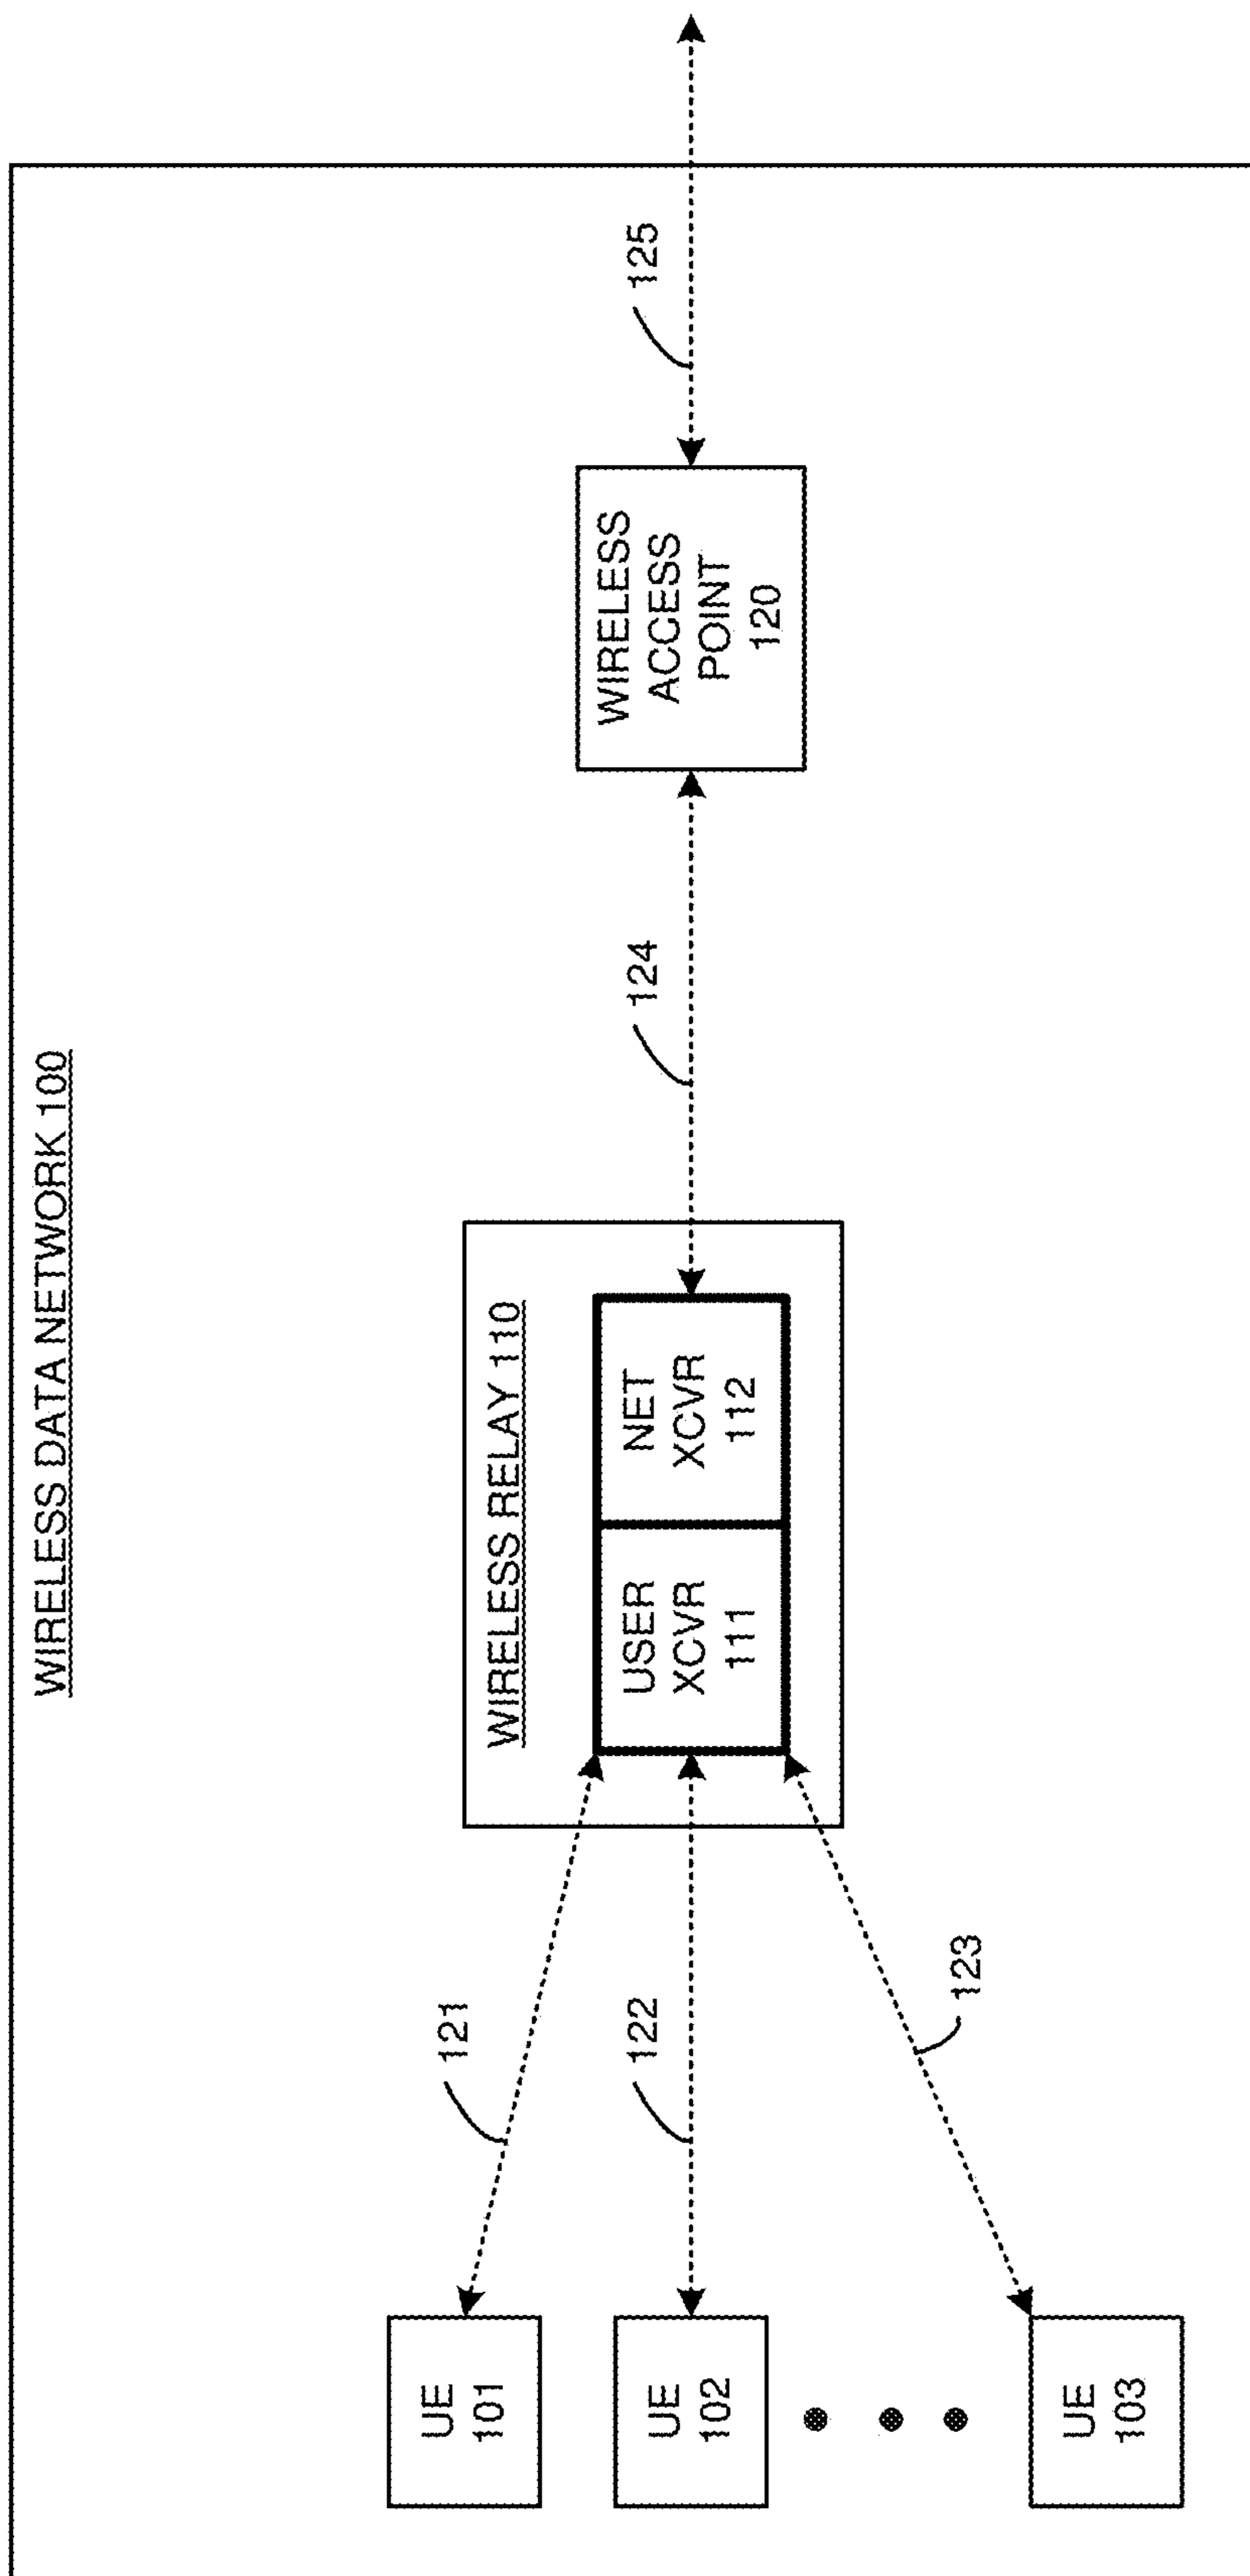 WIRELESS DATA NETWORK 100
UE
101
UE
102
UE
103
121
122
123
WIRELESS RELAY 110
USER
XCVR
111
NET
XCVR
112
124
WIRELESS
ACCESS
POINT
120
125